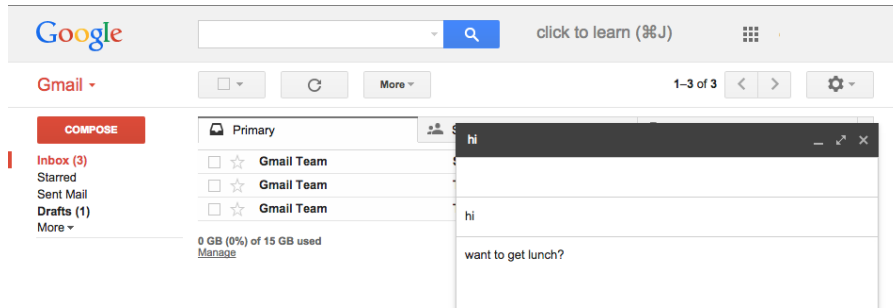 Google
click to learn (⌘J)
Gmail
More
1–3 of 3
COMPOSE
Primary
hi
Inbox (3)
Starred
Sent Mail
Drafts (1)
More
Gmail Team
Gmail Team
Gmail Team
hi
want to get lunch?
0 GB (0%) of 15 GB used
Manage